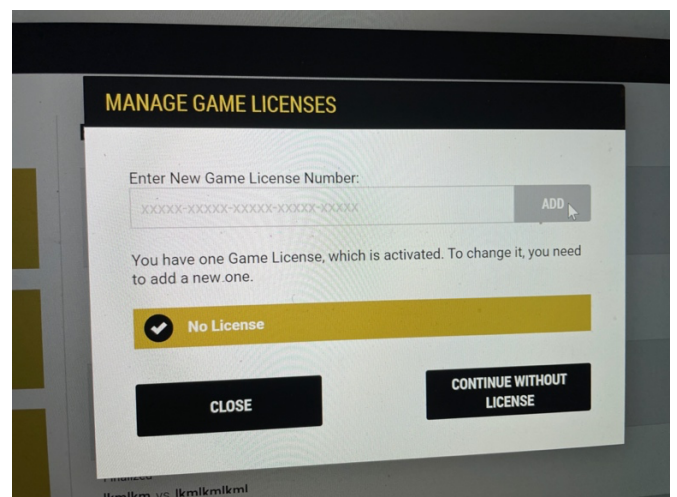 MANAGE GAME LICENSES
Enter New Game License Number:
xxxxx-xxxxx-xxxxx-xxxxx-xxxxx
ADD
You have one Game License, which is activated. To change it, you need
to add a new one.
No License
CLOSE
CONTINUE WITHOUT
LICENSE
Finalized
lkmlkm vs lkmlkmlkml